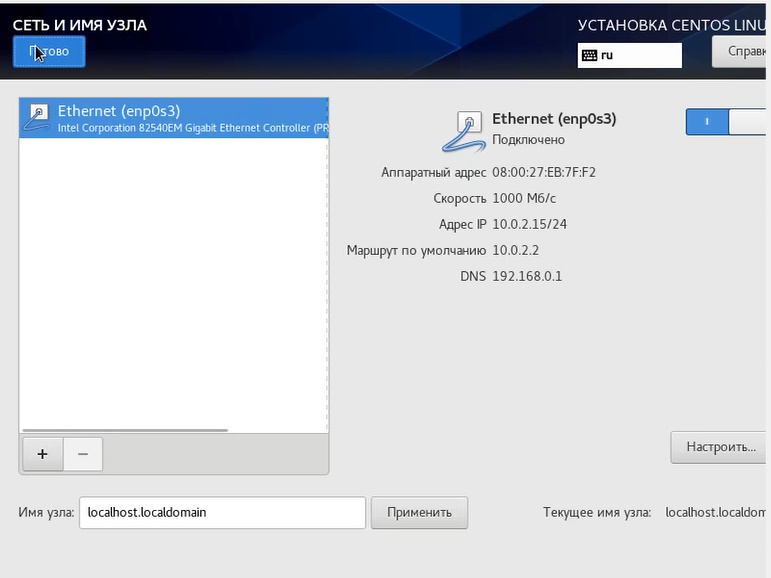 СЕТЬ И ИМЯ УЗЛА
УСТАНОВКА CENTOS LINU
Готово
ru
Справк
Ethernet (enp0s3)
Intel Corporation 82540EM Gigabit Ethernet Controller (PR
Ethernet (enp0s3)
Подключено
Аппаратный адрес 08:00:27:EB:7F:F2
Скорость 1000 Мб/с
Адрес IP 10.0.2.15/24
Маршрут по умолчанию 10.0.2.2
DNS 192.168.0.1
+ −
Настроить...
Имя узла: localhost.localdomain Применить Текущее имя узла: localhost.localdom